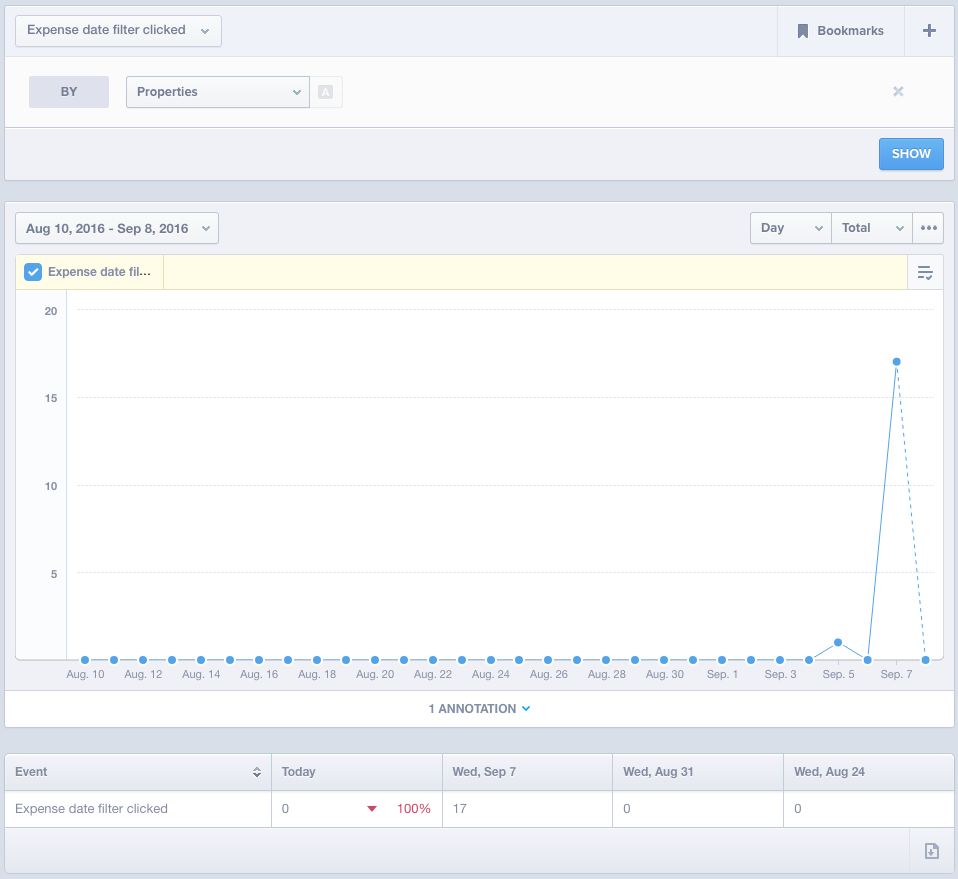 Expense date filter clicked
Bookmarks
BY
Properties
A
SHOW
Aug 10, 2016 - Sep 8, 2016
Day
Total
Expense date fil...
20
15
10
5
Aug. 10 Aug. 12 Aug. 14 Aug. 16 Aug. 18 Aug. 20 Aug. 22 Aug. 24 Aug. 26 Aug. 28 Aug. 30 Sep. 1 Sep. 3 Sep. 5 Sep. 7
1 ANNOTATION
Event Today Wed, Sep 7 Wed, Aug 31 Wed, Aug 24
Expense date filter clicked 0 100% 17 0 0